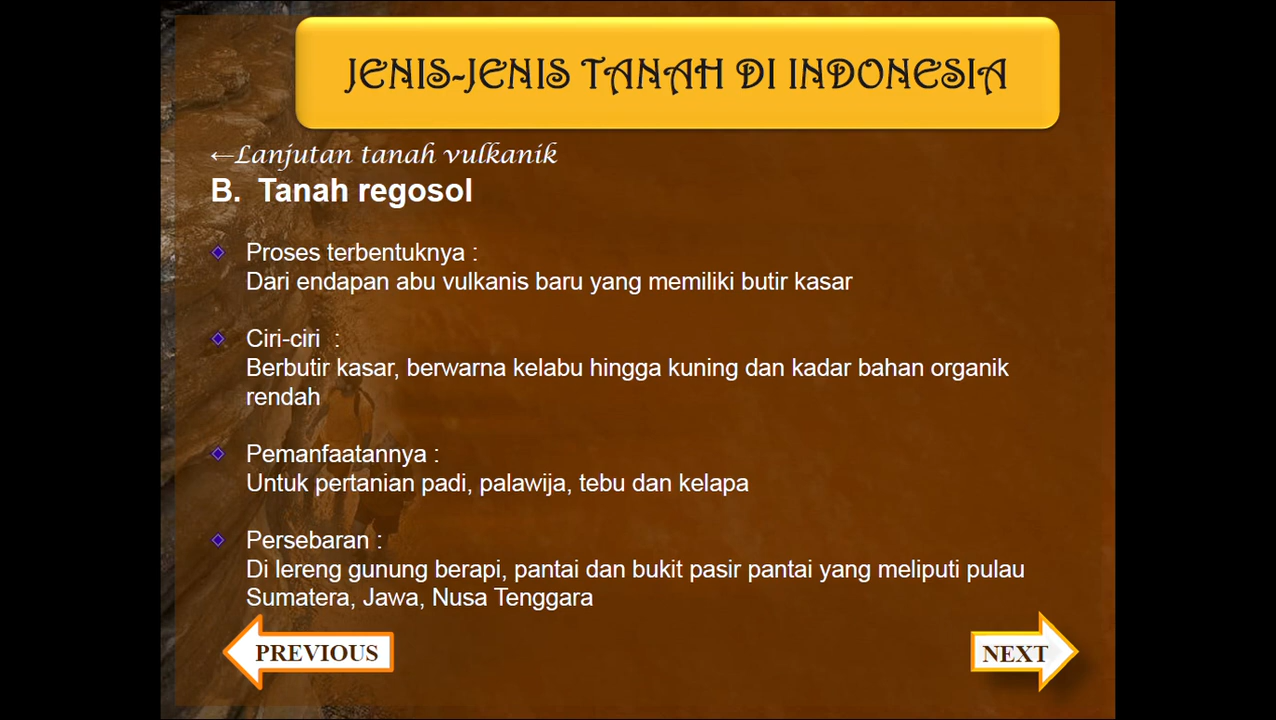 JENIS-JENIS TANAH DI INDONESIA
←Lanjutan tanah vulkanik
B. Tanah regosol
Proses terbentuknya :
Dari endapan abu vulkanis baru yang memiliki butir kasar
Ciri-ciri :
Berbutir kasar, berwarna kelabu hingga kuning dan kadar bahan organik
rendah
Pemanfaatannya :
Untuk pertanian padi, palawija, tebu dan kelapa
Persebaran :
Di lereng gunung berapi, pantai dan bukit pasir pantai yang meliputi pulau
Sumatera, Jawa, Nusa Tenggara
PREVIOUS
NEXT